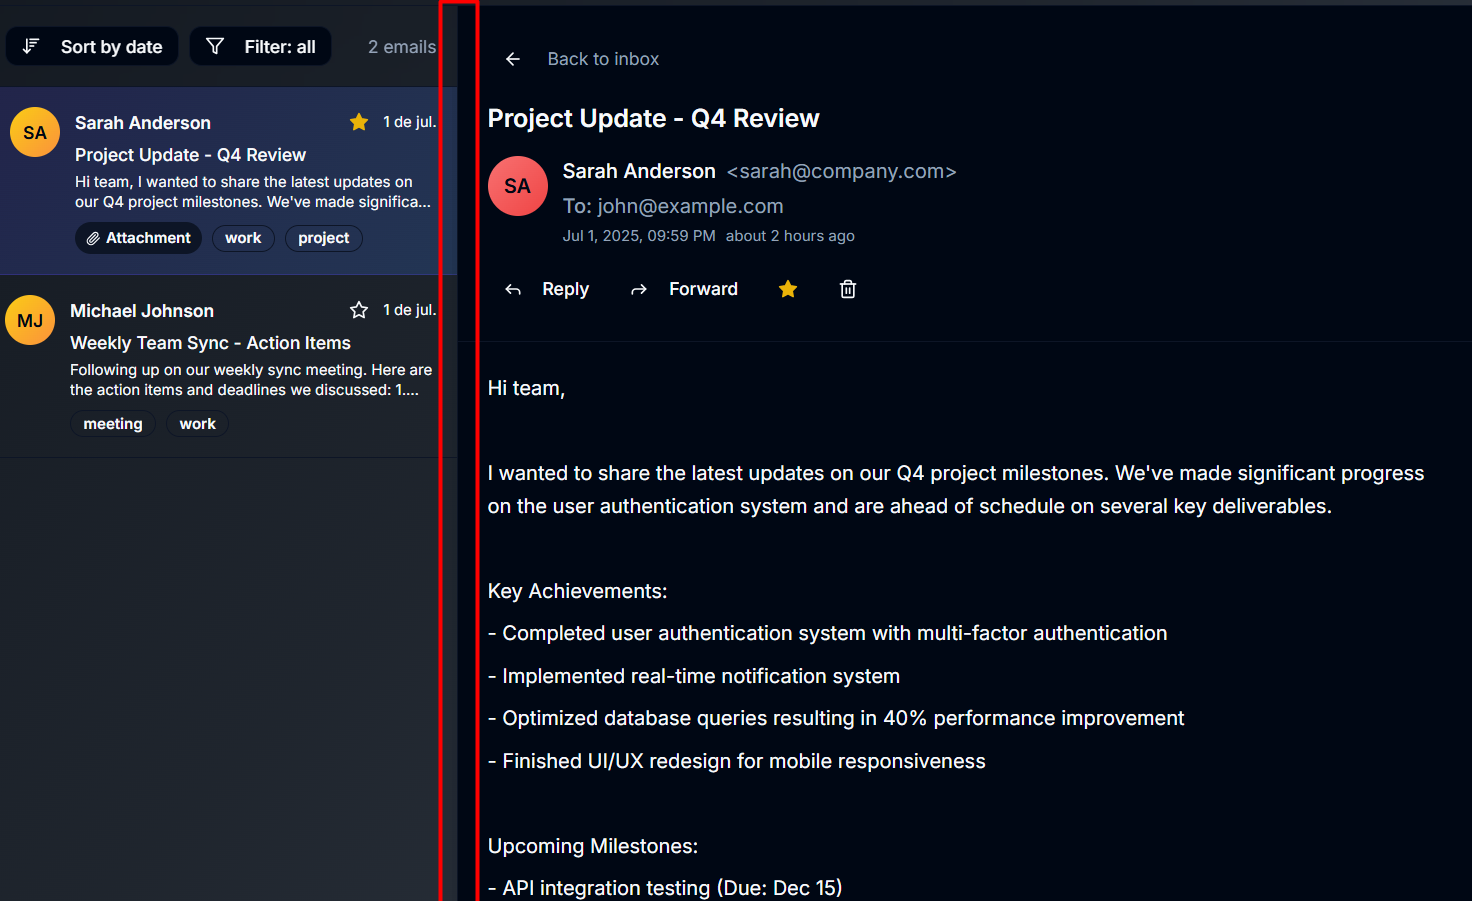 Sort by date
Filter: all
2 emails
SA
Sarah Anderson
1 de jul.
Project Update - Q4 Review
Hi team, I wanted to share the latest updates on
our Q4 project milestones. We've made significa...
Attachment
work
project
MJ
Michael Johnson
1 de jul.
Weekly Team Sync - Action Items
Following up on our weekly sync meeting. Here are
the action items and deadlines we discussed: 1....
meeting
work
Back to inbox
Project Update - Q4 Review
SA
Sarah Anderson <sarah@company.com>
To: john@example.com
Jul 1, 2025, 09:59 PM about 2 hours ago
Reply
Forward
Hi team,
I wanted to share the latest updates on our Q4 project milestones. We've made significant progress
on the user authentication system and are ahead of schedule on several key deliverables.
Key Achievements:
- Completed user authentication system with multi-factor authentication
- Implemented real-time notification system
- Optimized database queries resulting in 40% performance improvement
- Finished UI/UX redesign for mobile responsiveness
Upcoming Milestones:
- API integration testing (Due: Dec 15)